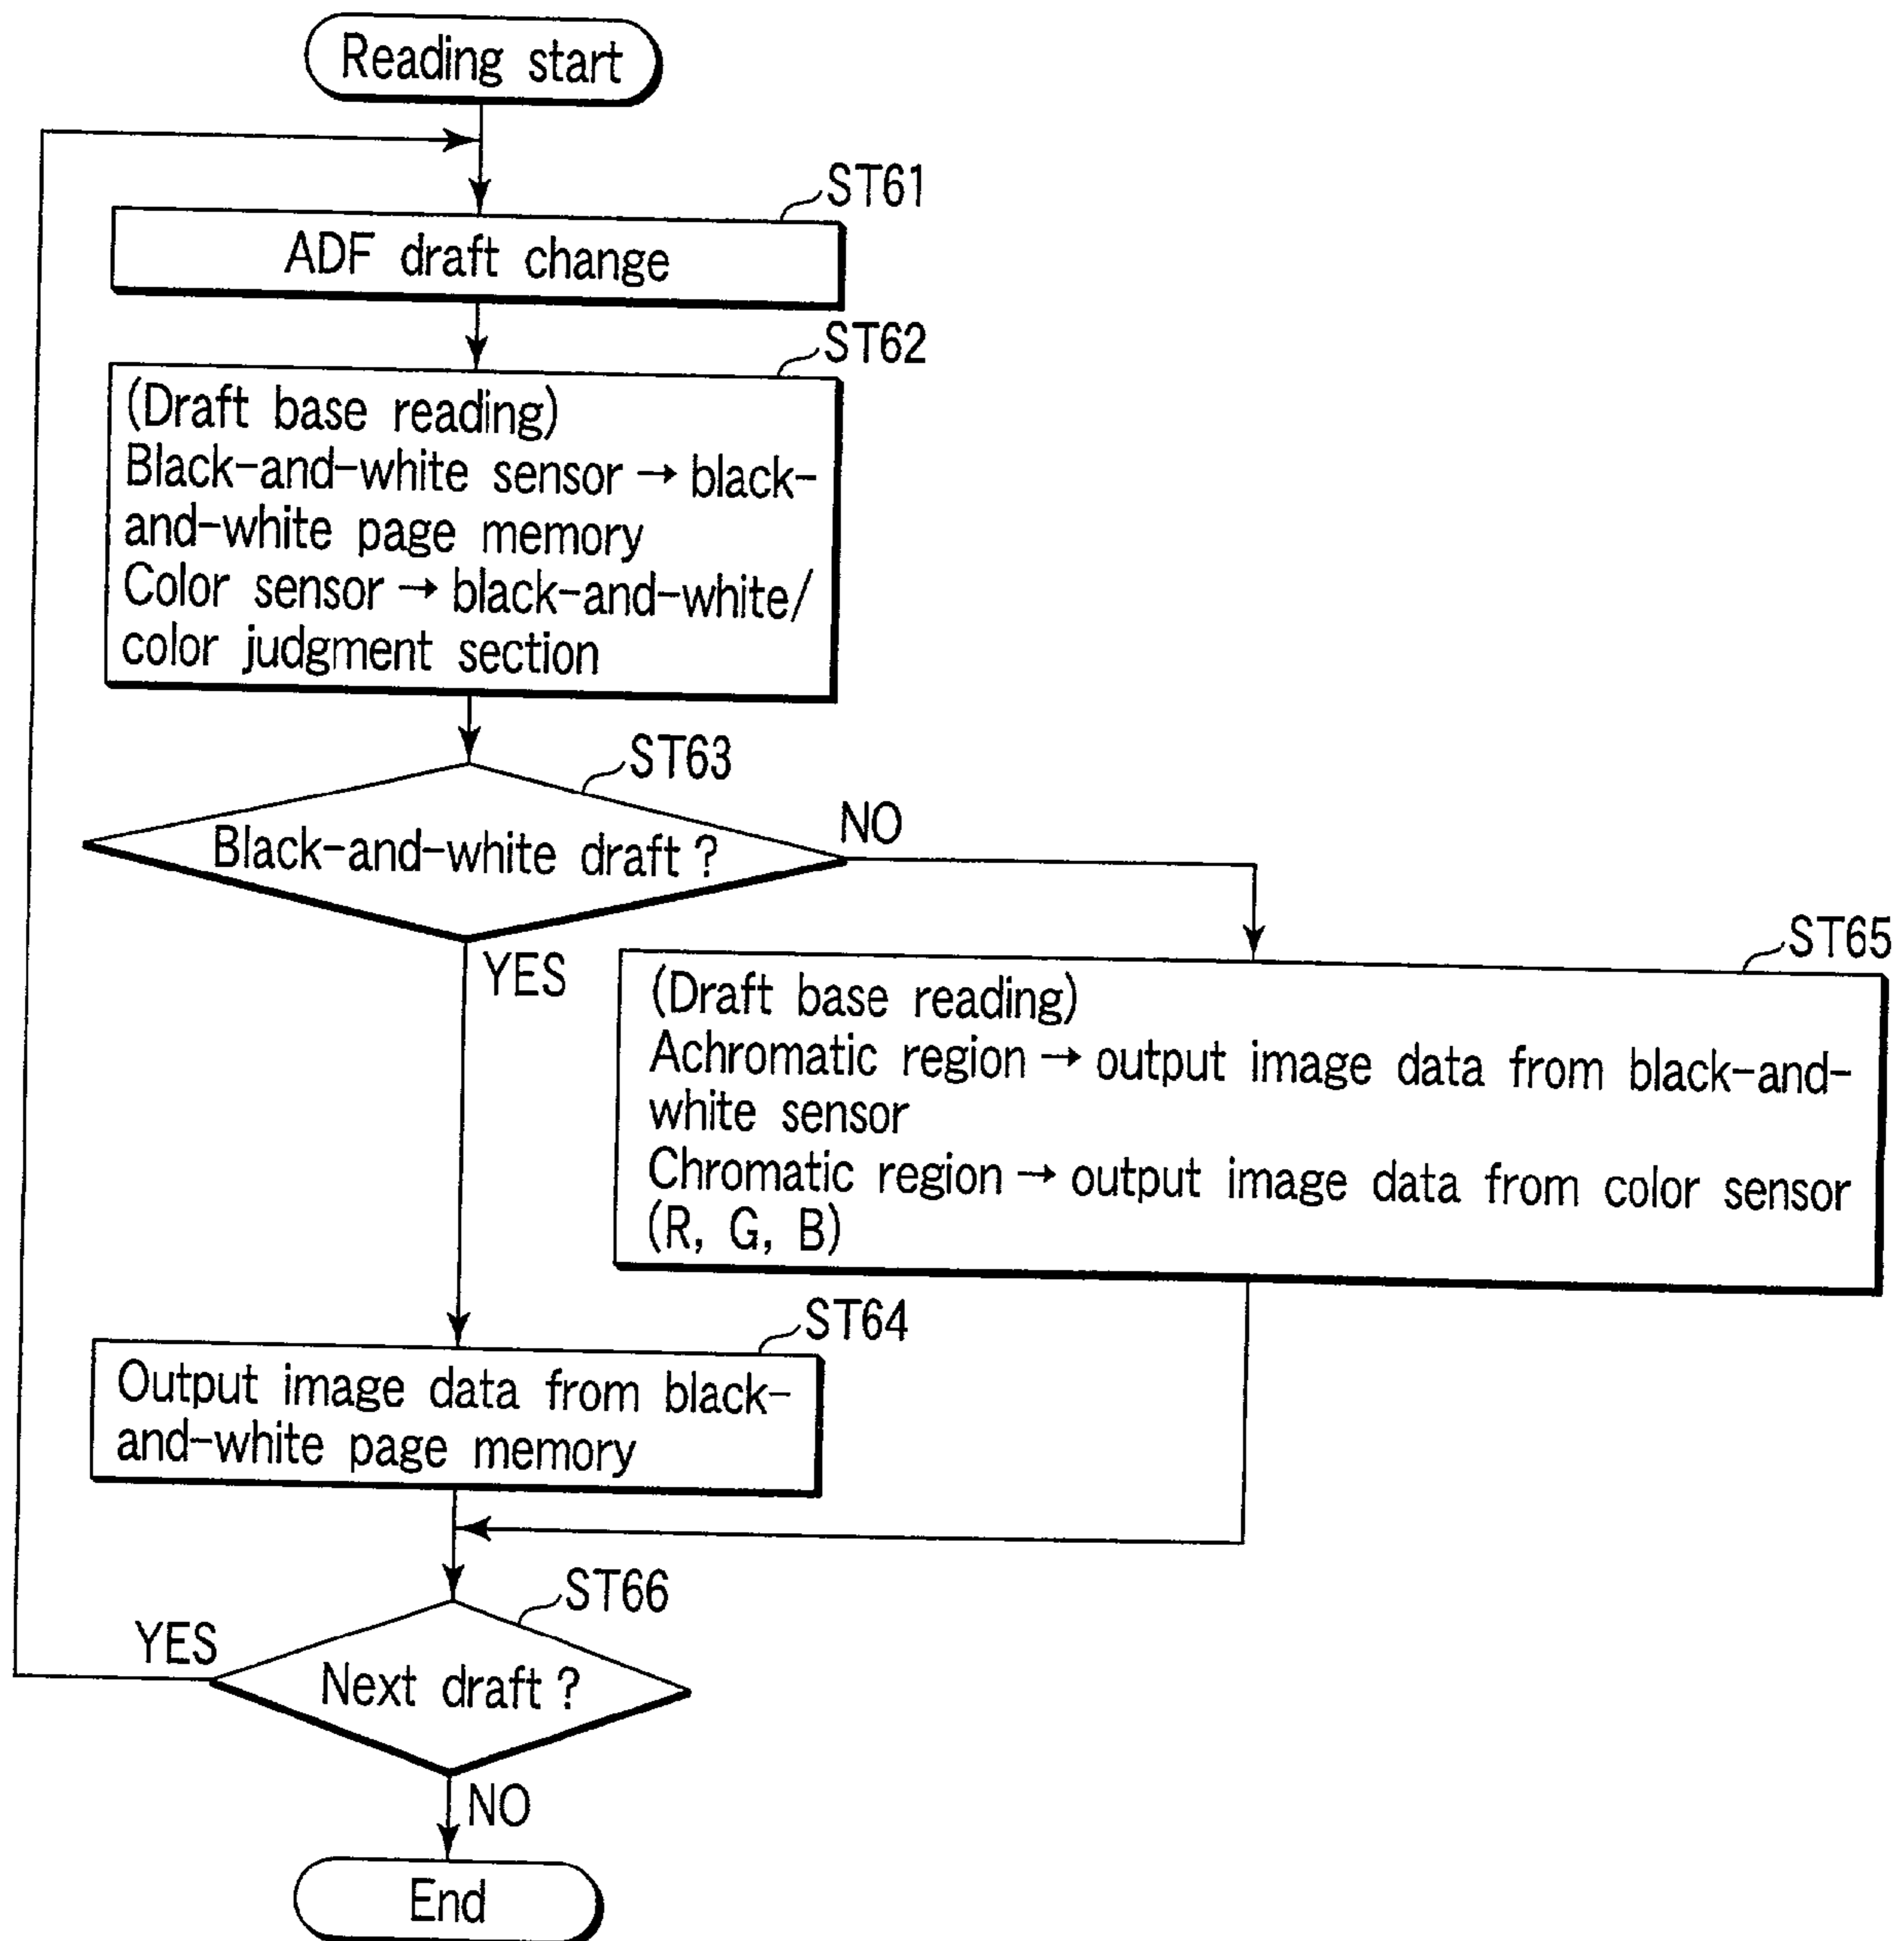 Reading start
ST61
ADF draft change
ST62
(Draft base reading)
Black-and-white sensor → black-
and-white page memory
Color sensor → black-and-white/
color judgment section
ST63
Black-and-white draft ?
NO
YES
ST65
(Draft base reading)
Achromatic region → output image data from black-and-
white sensor
Chromatic region → output image data from color sensor
(R, G, B)
ST64
Output image data from black-
and-white page memory
ST66
YES
Next draft ?
NO
End